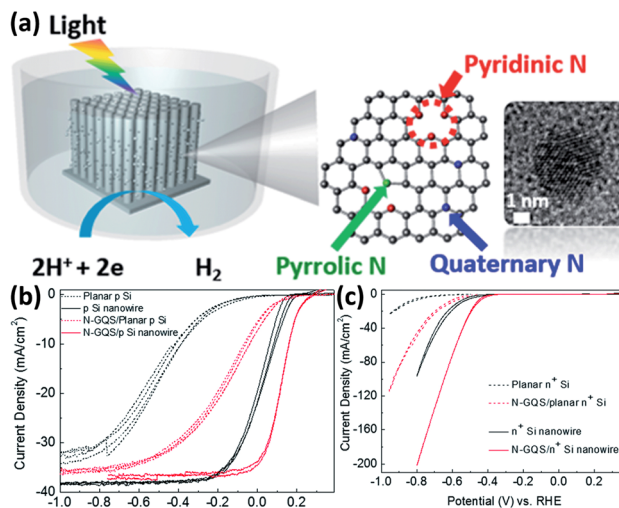 (a)
Light
2H+ + 2e
H2
Pyridinic N
Pyrrolic N
Quaternary N
1 nm
(b)
Planar p Si
p Si nanowire
N-GQS/Planar p Si
N-GQS/p Si nanowire
Current Density (mA/cm2)
0
-10
-20
-30
-40
-1.0 -0.8 -0.6 -0.4 -0.2 0.0 0.2
(c)
Planar n+ Si
N-GQS/planar n+ Si
n+ Si nanowire
N-GQS/n+ Si nanowire
Current Density (mA/cm2)
0
-40
-80
-120
-160
-200
-1.0 -0.8 -0.6 -0.4 -0.2 0.0 0.2
Potential (V) vs. RHE